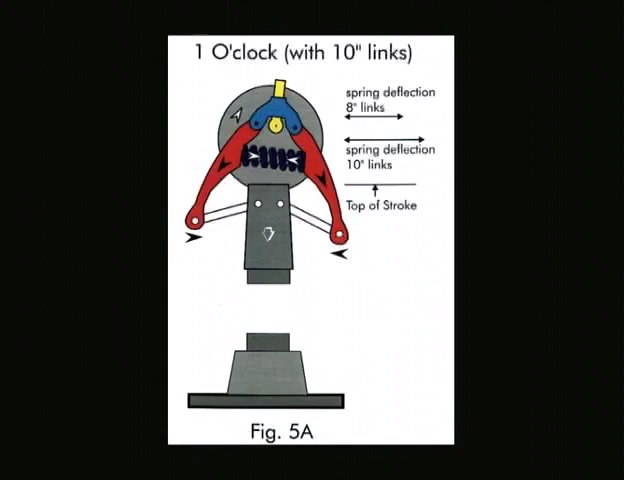 1 O'clock (with 10" links)
spring deflection
8" links
spring deflection
10" links
Top of Stroke
Fig. 5A